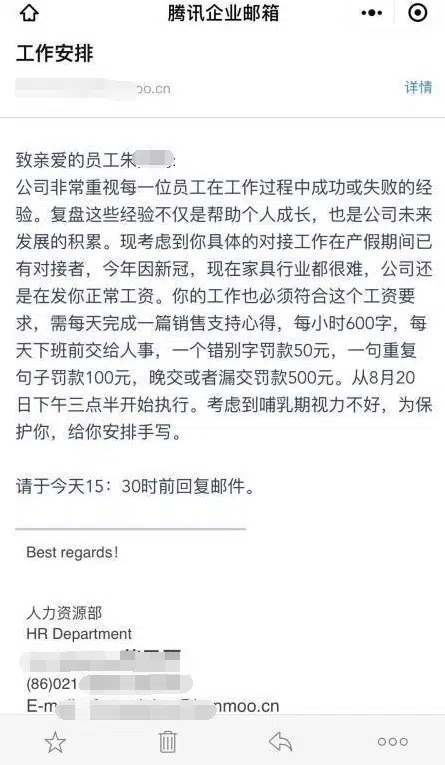 腾讯企业邮箱
工作安排
oo.cn
详情
致亲爱的员工朱
公司非常重视每一位员工在工作过程中成功或失败的经
验。复盘这些经验不仅是帮助个人成长，也是公司未来
发展的积累。现考虑到你具体的对接工作在产假期间已
有对接者，今年因新冠，现在家具行业都很难，公司还
是在发你正常工资。你的工作也必须符合这个工资要
求，需每天完成一篇销售支持心得，每小时600字，每
天下班前交给人事，一个错别字罚款50元，一句重复
句子罚款100元，晚交或者漏交罚款500元。从8月20
日下午三点半开始执行。考虑到哺乳期视力不好，为保
护你，给你安排手写。
请于今天15：30时前回复邮件。
Best regards!
人力资源部
HR Department
(86)021
nmoo.cn